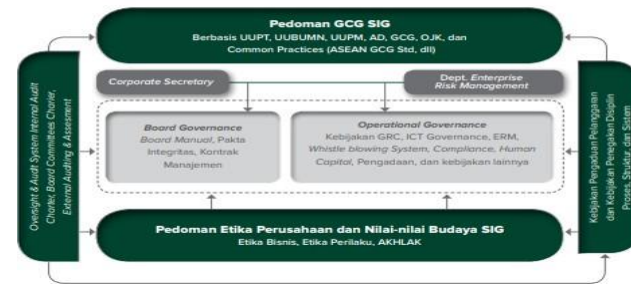 Pedoman GCG SIG
Berbasis UUPT, UUBUMN, UUPM, AD, GCG, OJK, dan
Common Practices (ASEAN GCG Std, dll)
Corporate Secretary
Dept. Enterprise
Risk Management
Board Governance
Board Manual, Pakta
Integritas, Kontrak
Manajemen
Operational Governance
Kebijakan GRC, ICT Governance, ERM,
Whistle blowing System, Compliance, Human
Capital, Pengadaan, dan kebijakan lainnya
Pedoman Etika Perusahaan dan Nilai-nilai Budaya SIG
Etika Bisnis, Etika Perilaku, AKHLAK
Oversight & Audit System Internal Audit
Charter, Board Committees Charter,
External Auditing & Assesment
Kebijakan Pengaduan Pelanggaran
dan Kebijakan Penegakan Disiplin
Proses, Struktur, dan Sistem